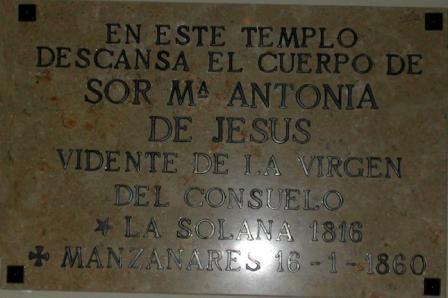 EN ESTE TEMPLO
DESCANSA EL CUERPO DE
SOR Mª ANTONIA
DE JESUS
VIDENTE DE LA VIRGEN
DEL CONSUELO
* LA SOLANA 1816
✠ MANZANARES 16-1-1860